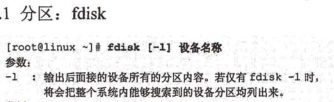 .1 分区：fdisk
[root@linux ~]# fdisk [-l] 设备名称
参数：
-l : 输出后面接的设备所有的分区内容。若仅有 fdisk -l 时，
将会把整个系统内能够搜索到的设备分区均列出来。